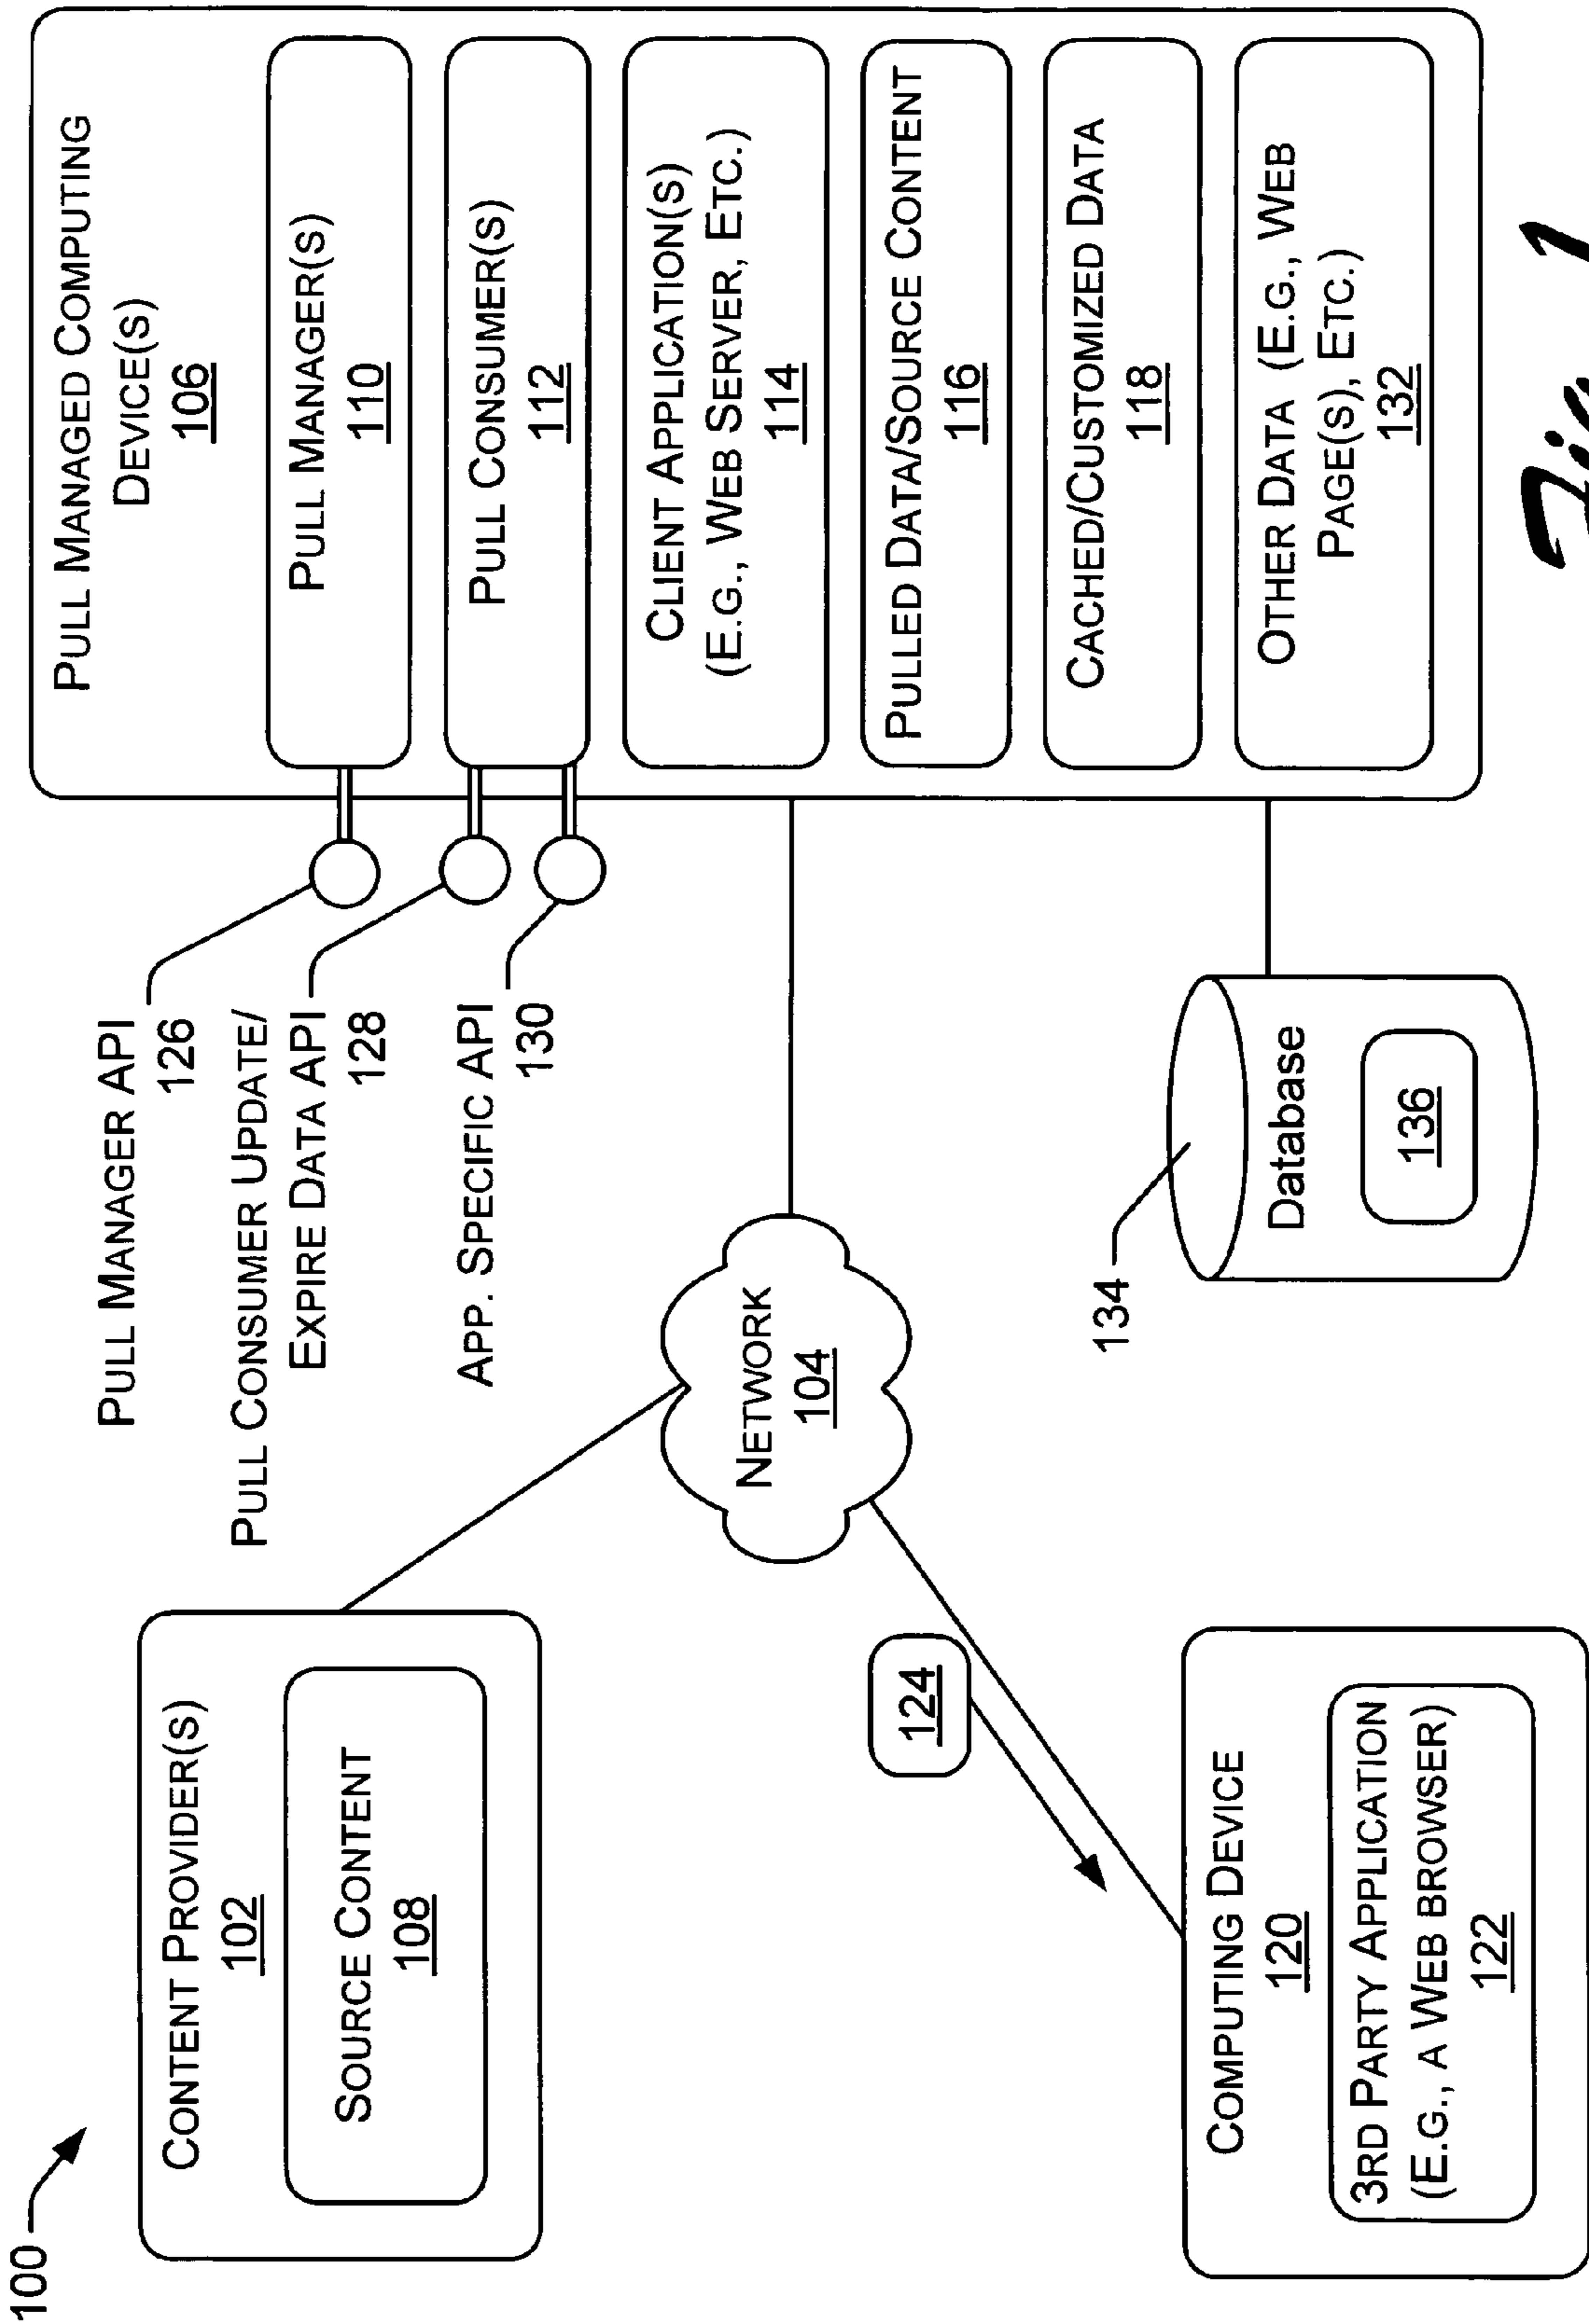 100
CONTENT PROVIDER(S)
102
SOURCE CONTENT
108
COMPUTING DEVICE
120
3RD PARTY APPLICATION
(E.G., A WEB BROWSER)
122
124
NETWORK
104
PULL MANAGER API
126
PULL CONSUMER UPDATE/
EXPIRE DATA API
128
APP. SPECIFIC API
130
134
Database
136
PULL MANAGED COMPUTING
DEVICE(S)
106
PULL MANAGER(S)
110
PULL CONSUMER(S)
112
CLIENT APPLICATION(S)
(E.G., WEB SERVER, ETC.)
114
PULLED DATA/SOURCE CONTENT
116
CACHED/CUSTOMIZED DATA
118
OTHER DATA (E.G., WEB
PAGE(S), ETC.)
132
Fig. 1